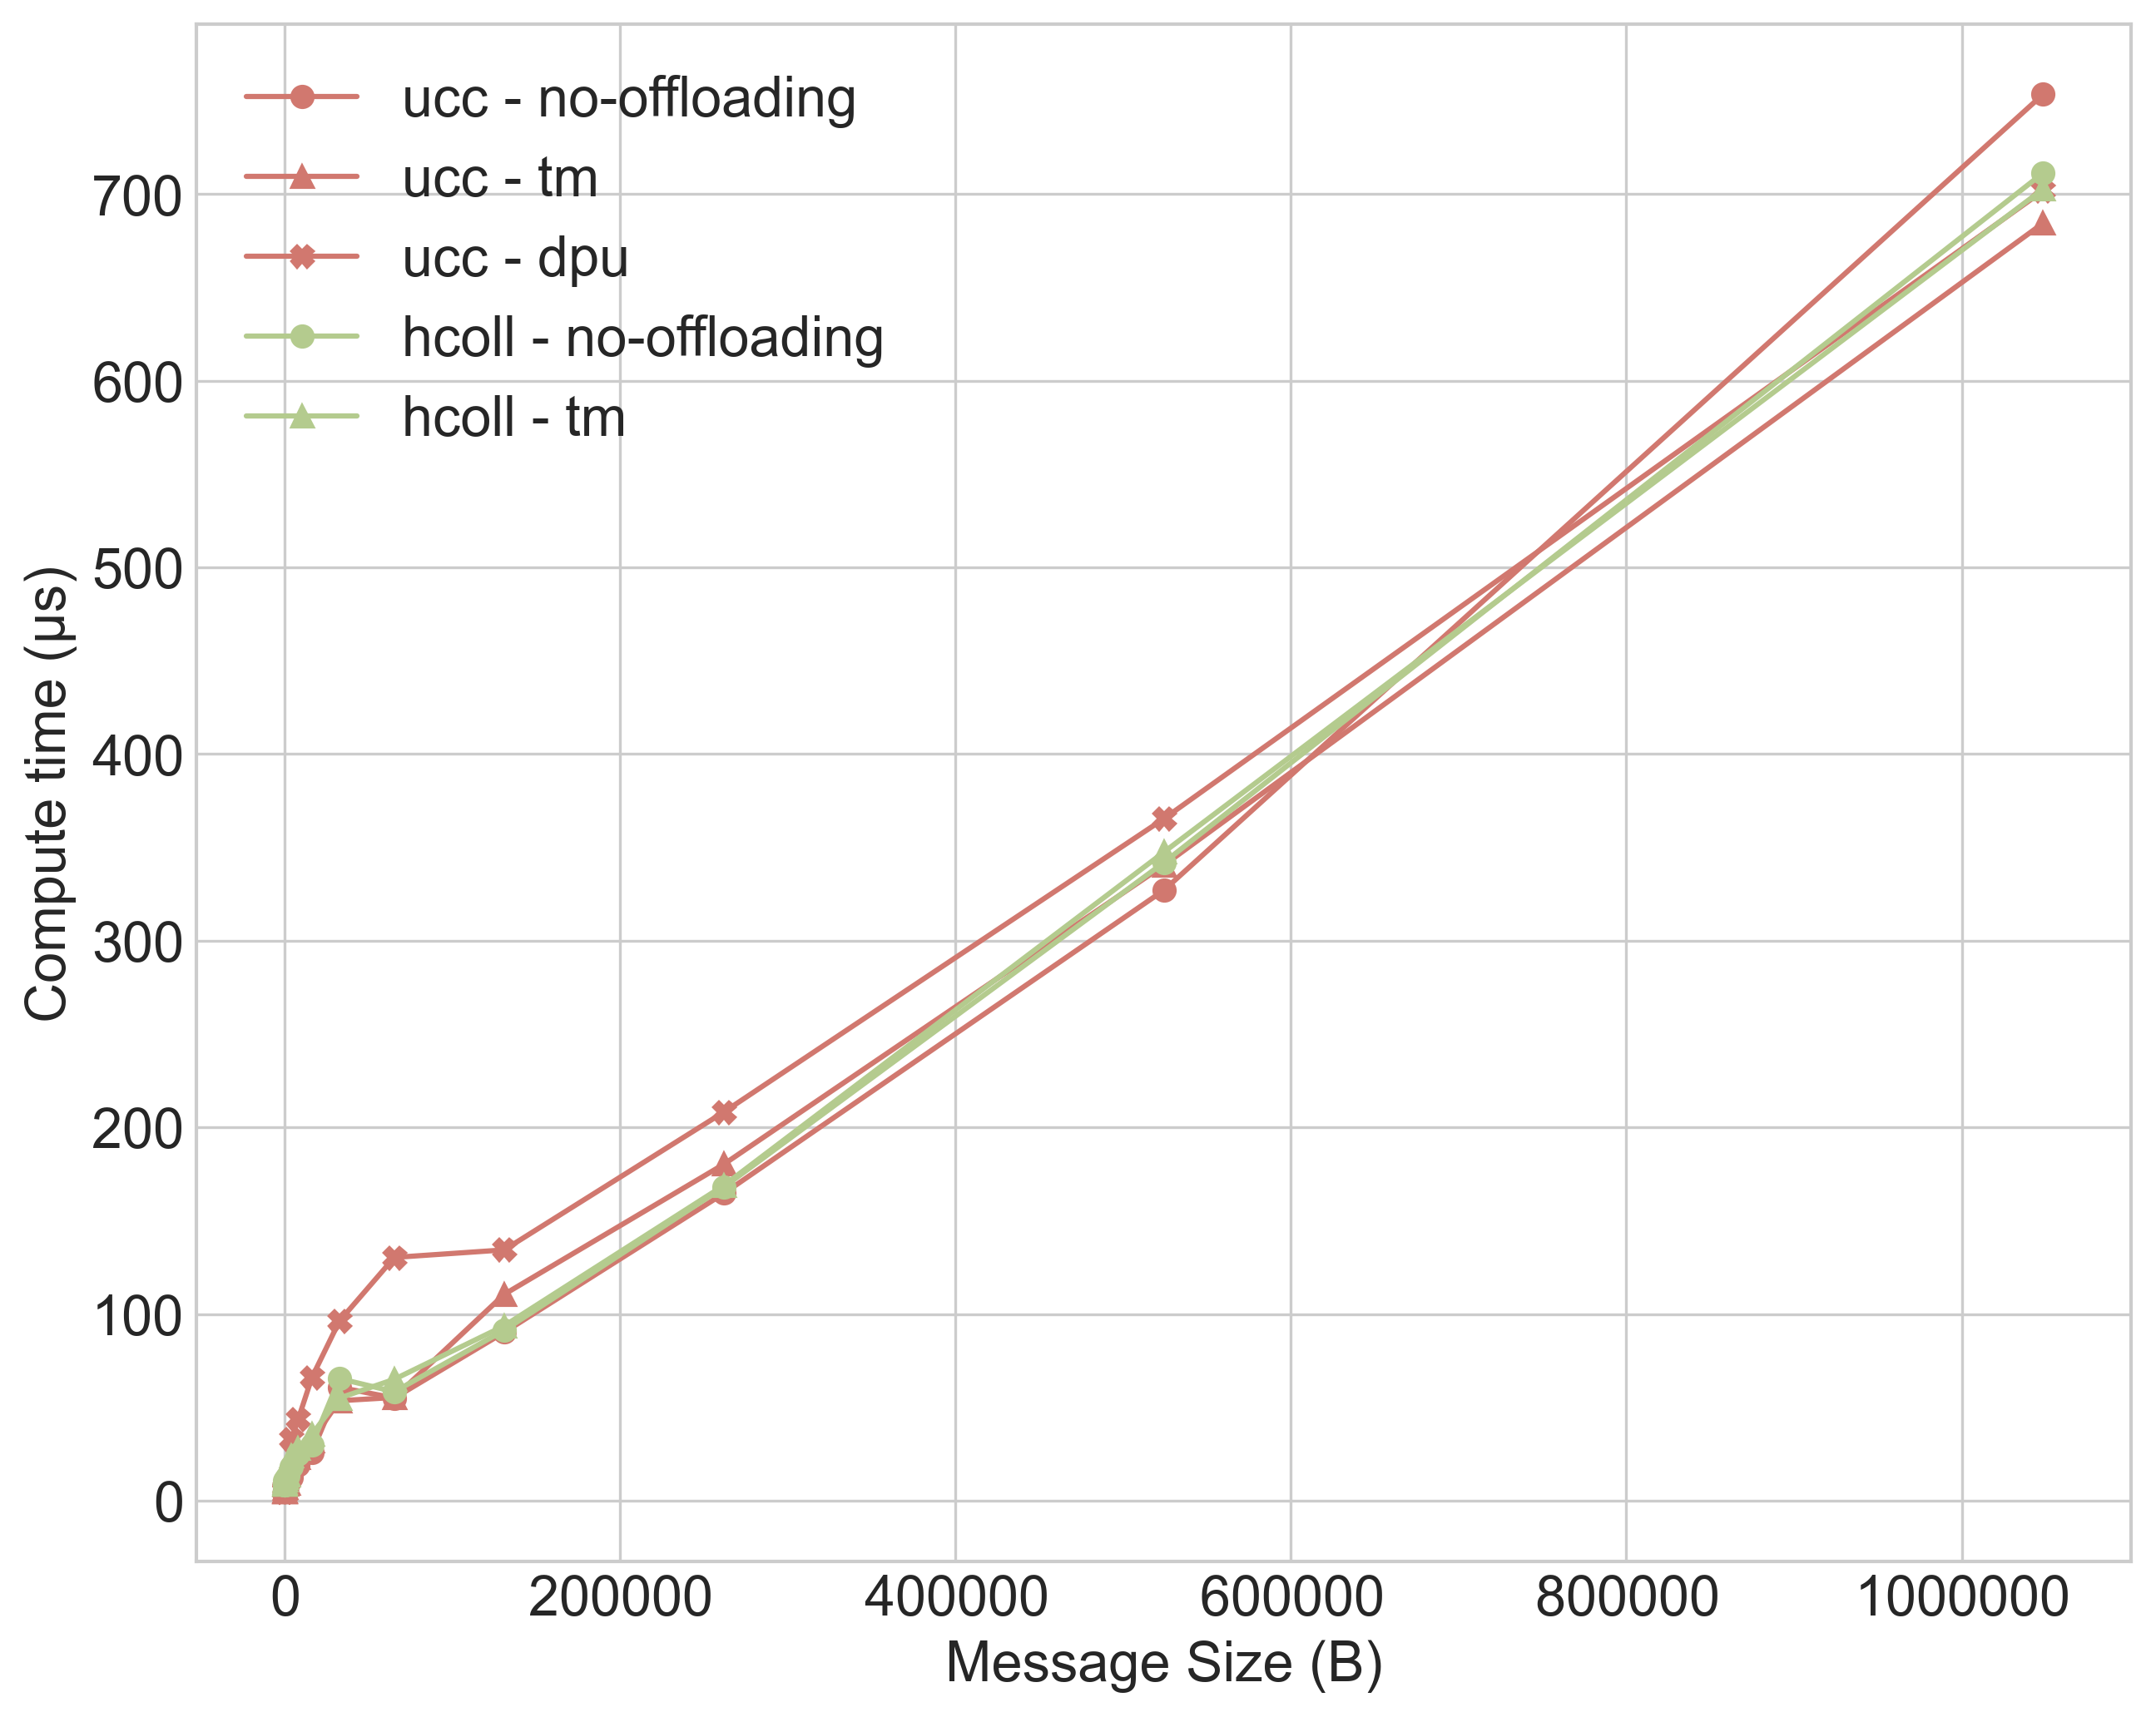 ucc - no-offloading
ucc - tm
ucc - dpu
hcoll - no-offloading
hcoll - tm
700
600
500
400
300
200
100
0
Compute time (µs)
0 200000 400000 600000 800000 1000000
Message Size (B)